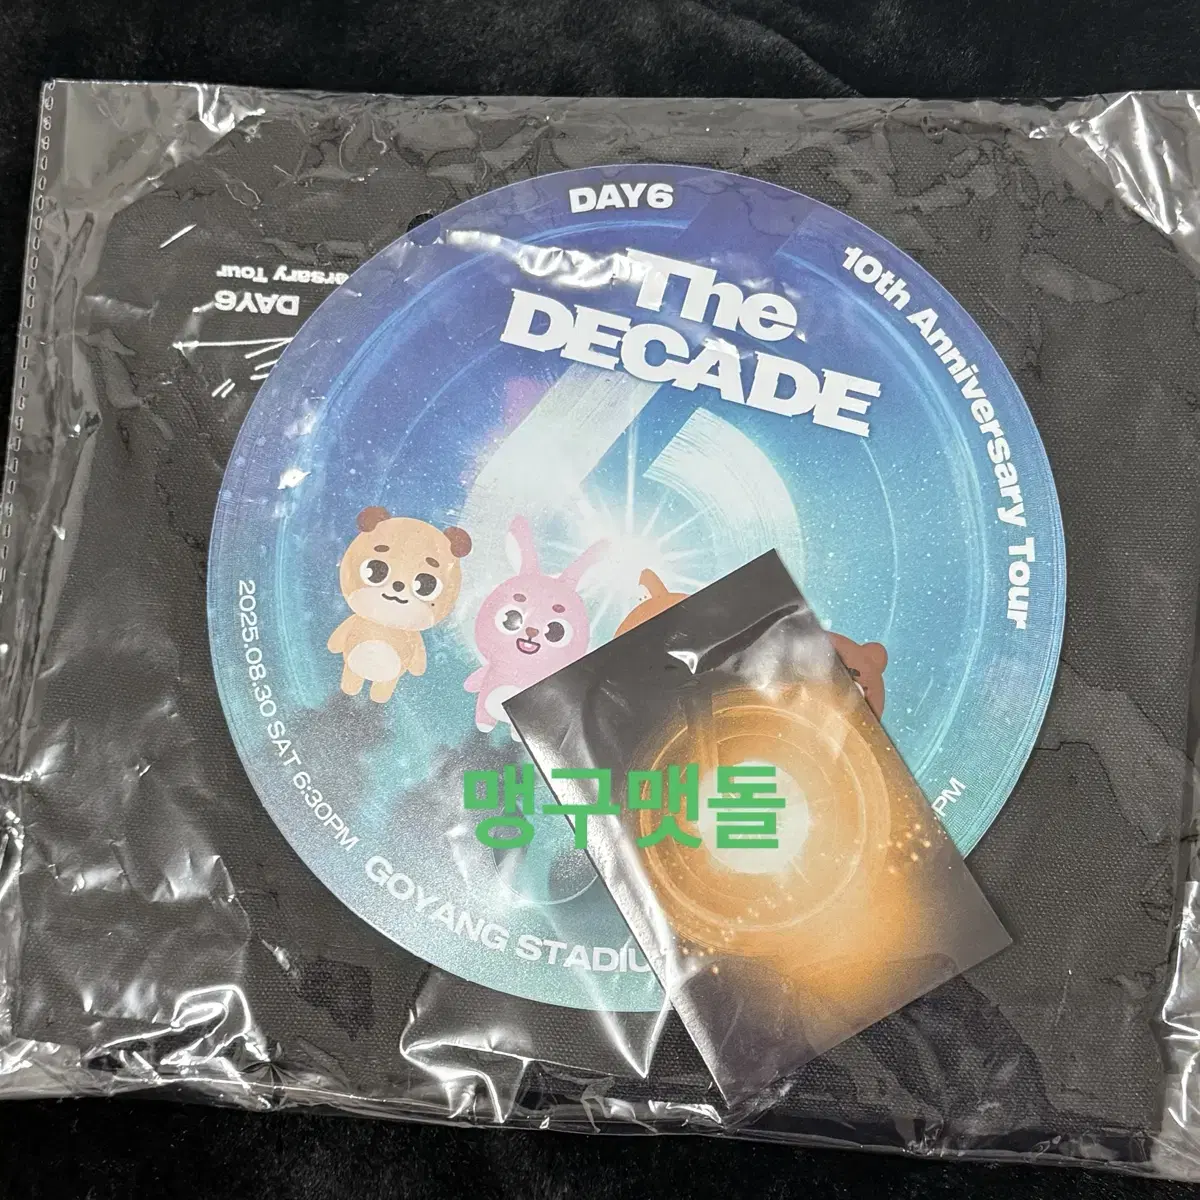 DAY6
The
DECADE
10th Anniversary Tour
DAY6
ersary Tour
2025.08.30 SAT 6:30PM
GOYANG STADIU
PM
맹구맷돌